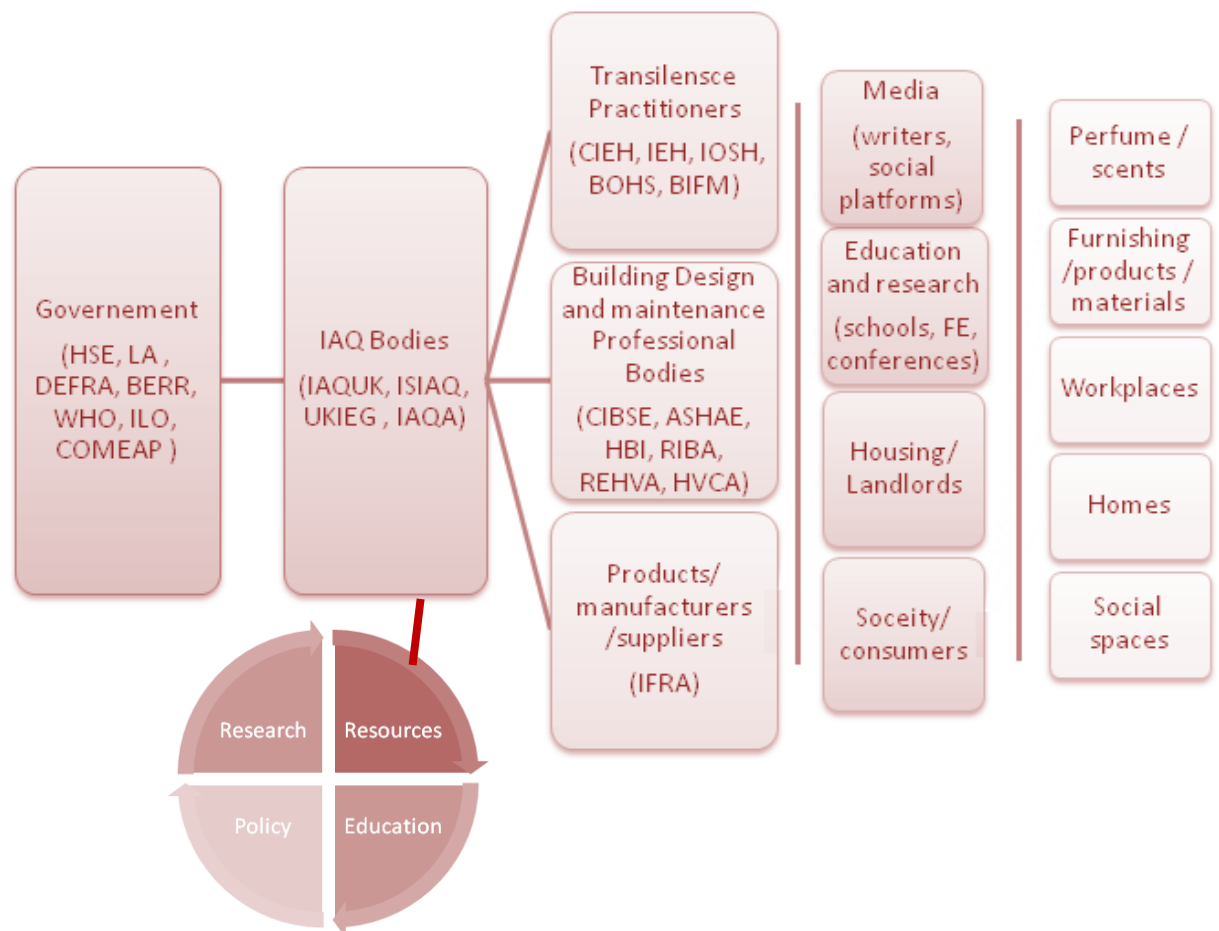 Governement
(HSE, LA ,
DEFRA, BERR,
WHO, ILO,
COMEAP )
IAQ Bodies
(IAQUK, ISIAQ,
UKIEG , IAQA)
Transilensce
Practitioners
(CIEH, IEH, IOSH,
BOHS, BIFM)
Building Design
and maintenance
Professional
Bodies
(CIBSE, ASHAE,
HBI, RIBA,
REHVA, HVCA)
Products/
manufacturers
/suppliers
(IFRA)
Media
(writers,
social
platforms)
Education
and research
(schools, FE,
conferences)
Housing/
Landlords
Soceity/
consumers
Perfume /
scents
Furnishing
/products /
materials
Workplaces
Homes
Social
spaces
Research
Resources
Policy
Education